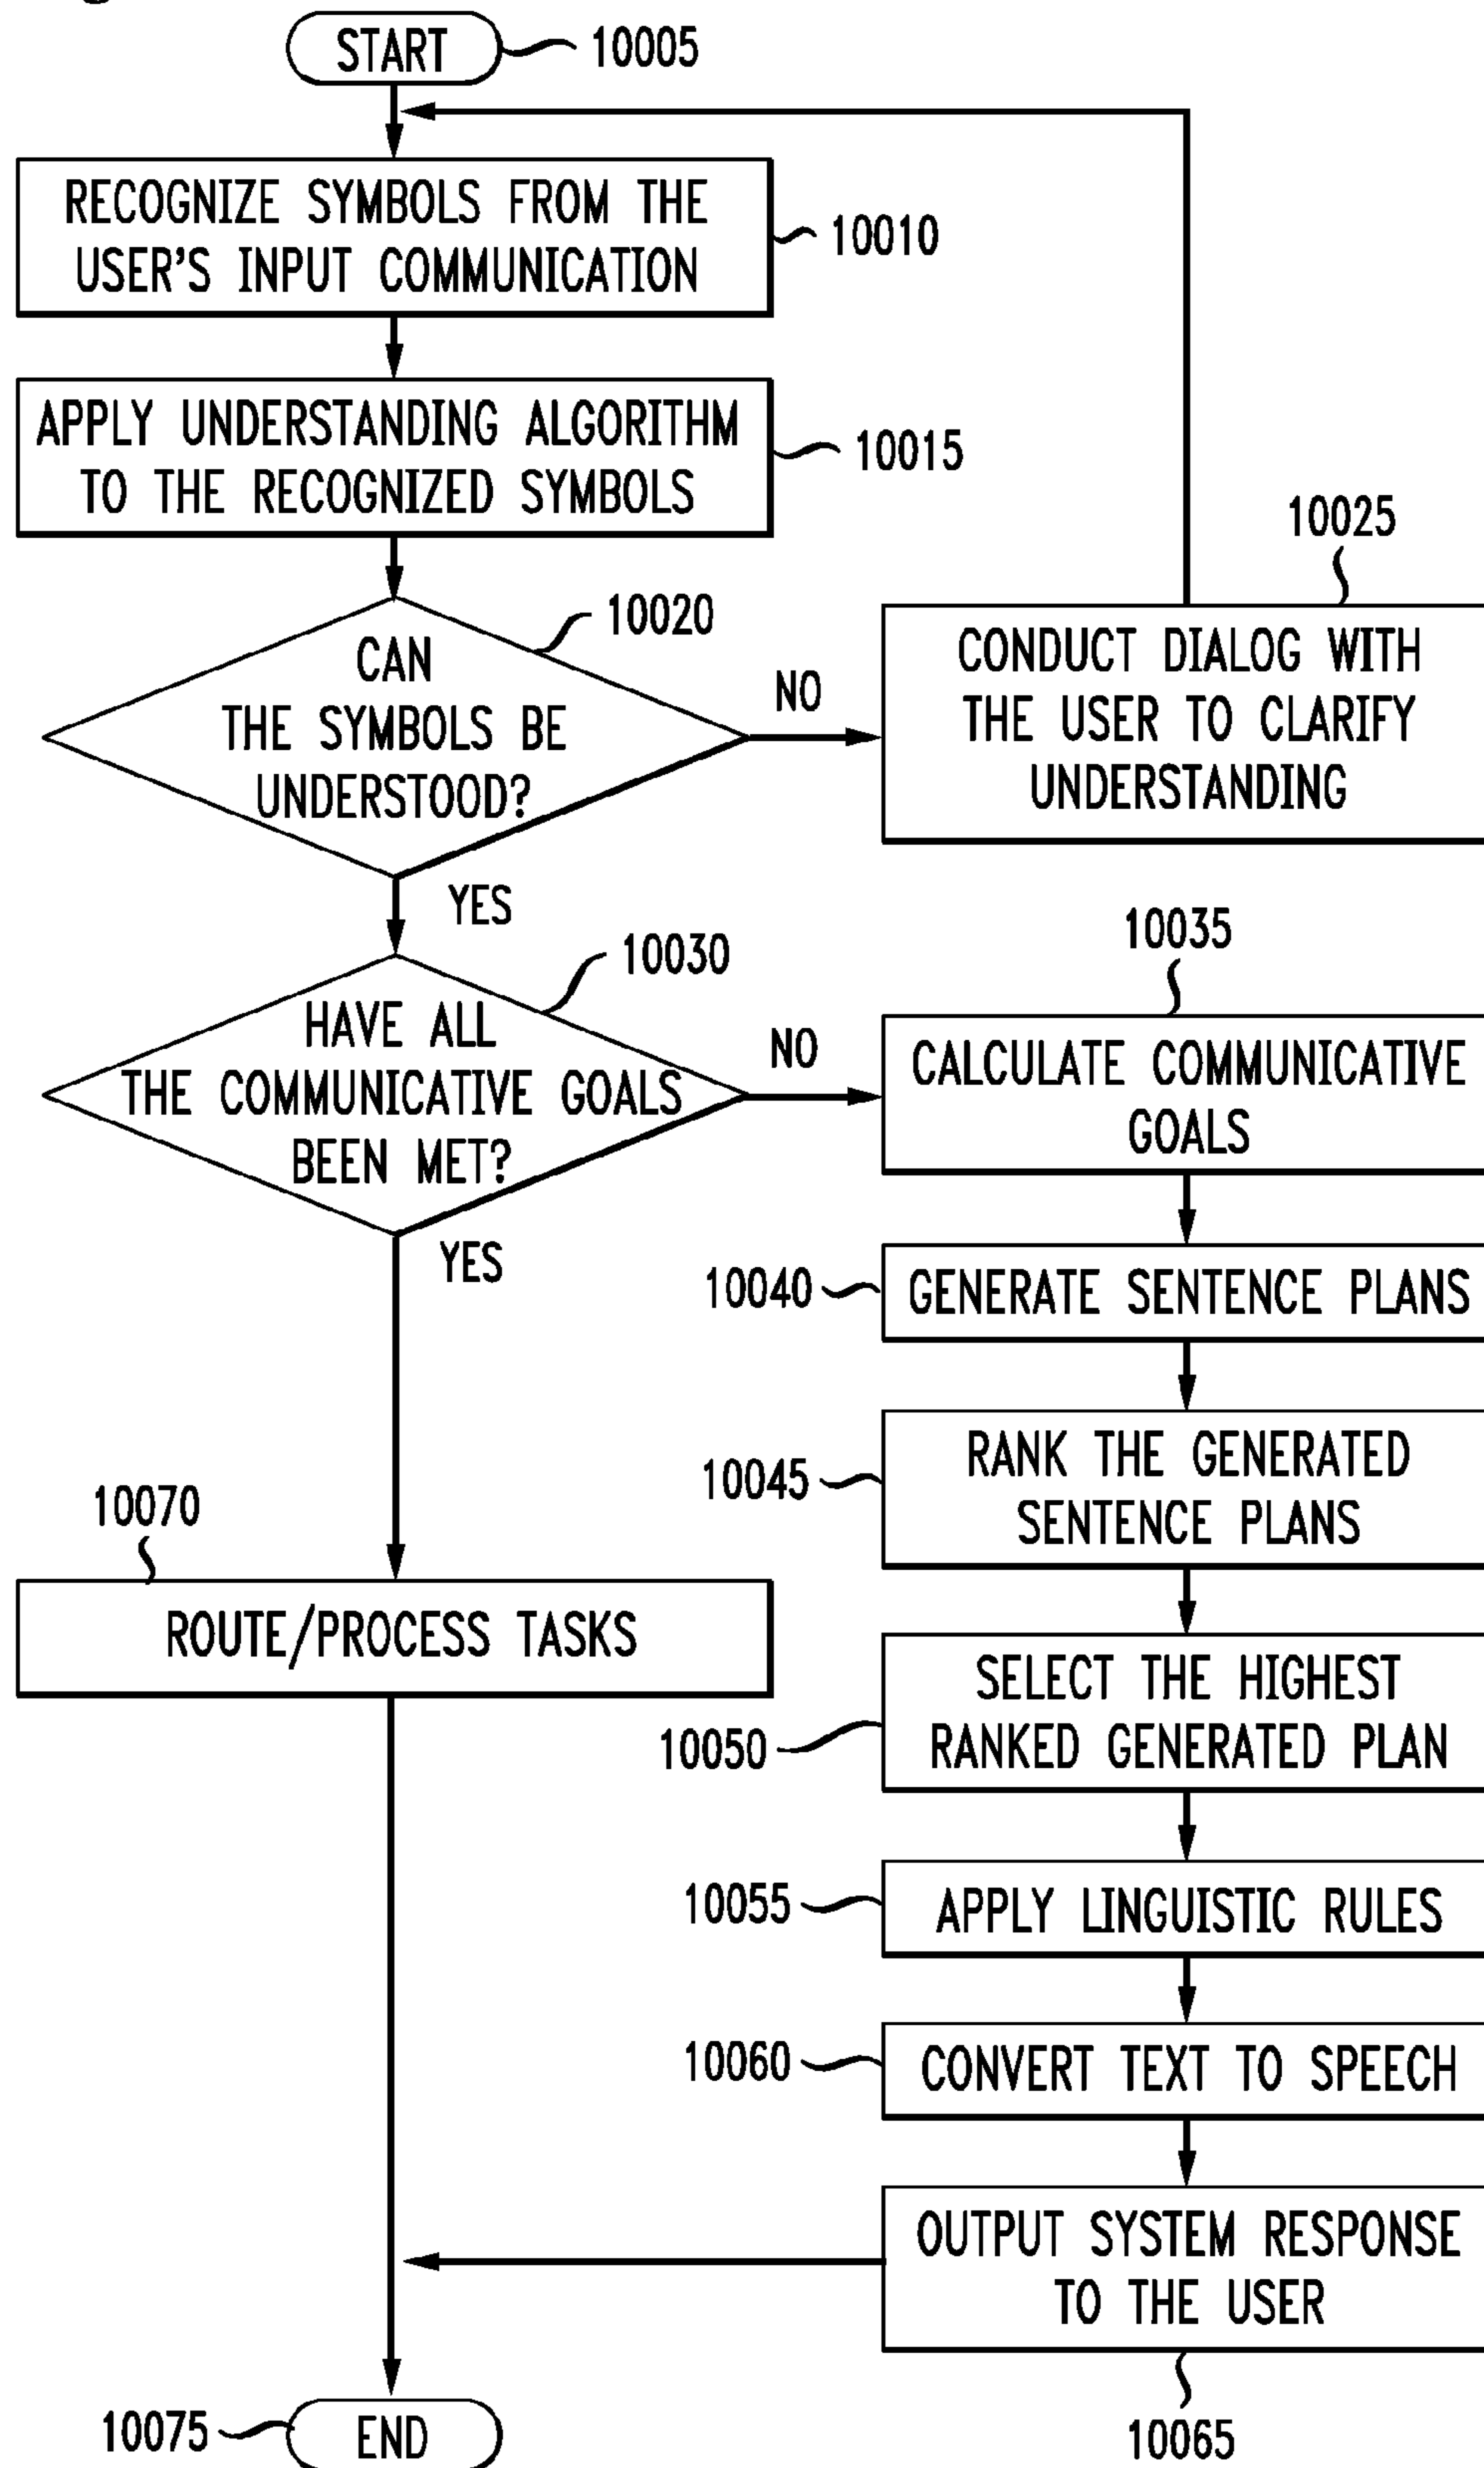 START
10005
RECOGNIZE SYMBOLS FROM THE
USER'S INPUT COMMUNICATION
10010
APPLY UNDERSTANDING ALGORITHM
TO THE RECOGNIZED SYMBOLS
10015
10020
CAN
THE SYMBOLS BE
UNDERSTOOD?
NO
10025
CONDUCT DIALOG WITH
THE USER TO CLARIFY
UNDERSTANDING
YES
10030
HAVE ALL
THE COMMUNICATIVE GOALS
BEEN MET?
NO
10035
CALCULATE COMMUNICATIVE
GOALS
YES
10040
GENERATE SENTENCE PLANS
10045
RANK THE GENERATED
SENTENCE PLANS
10070
ROUTE/PROCESS TASKS
10050
SELECT THE HIGHEST
RANKED GENERATED PLAN
10055
APPLY LINGUISTIC RULES
10060
CONVERT TEXT TO SPEECH
OUTPUT SYSTEM RESPONSE
TO THE USER
10065
10075
END